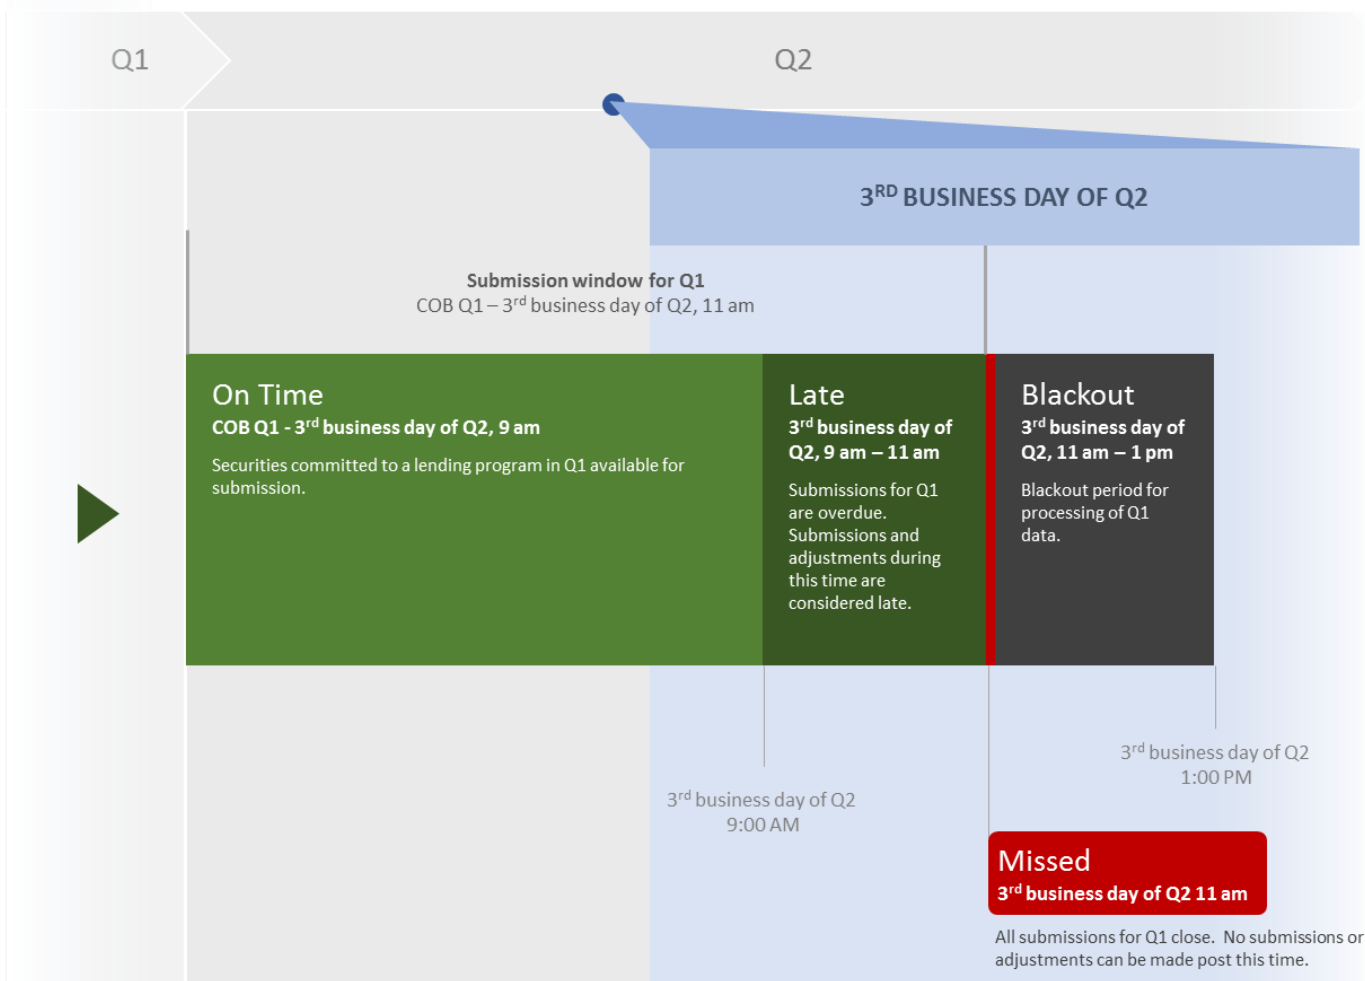 Q1
Q2
3RD BUSINESS DAY OF Q2
Submission window for Q1
COB Q1 – 3rd business day of Q2, 11 am
On Time
COB Q1 - 3rd business day of Q2, 9 am
Securities committed to a lending program in Q1 available for
submission.
Late
3rd business day of
Q2, 9 am – 11 am
Submissions for Q1
are overdue.
Submissions and
adjustments during
this time are
considered late.
Blackout
3rd business day of
Q2, 11 am – 1 pm
Blackout period for
processing of Q1
data.
3rd business day of Q2
1:00 PM
3rd business day of Q2
9:00 AM
Missed
3rd business day of Q2 11 am
All submissions for Q1 close.  No submissions or
adjustments can be made post this time.